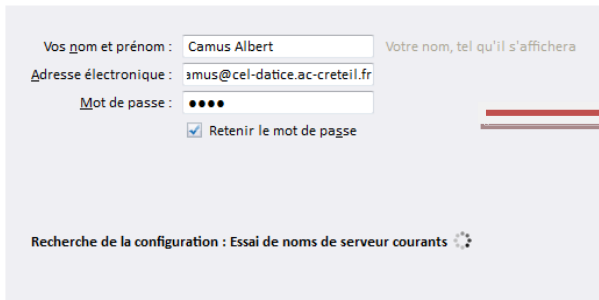 Vos nom et prénom : Camus Albert Votre nom, tel qu'il s'affichera
Adresse électronique : amus@cel-datice.ac-creteil.fr
Mot de passe : ●●●●
Retenir le mot de passe
Recherche de la configuration : Essai de noms de serveur courants